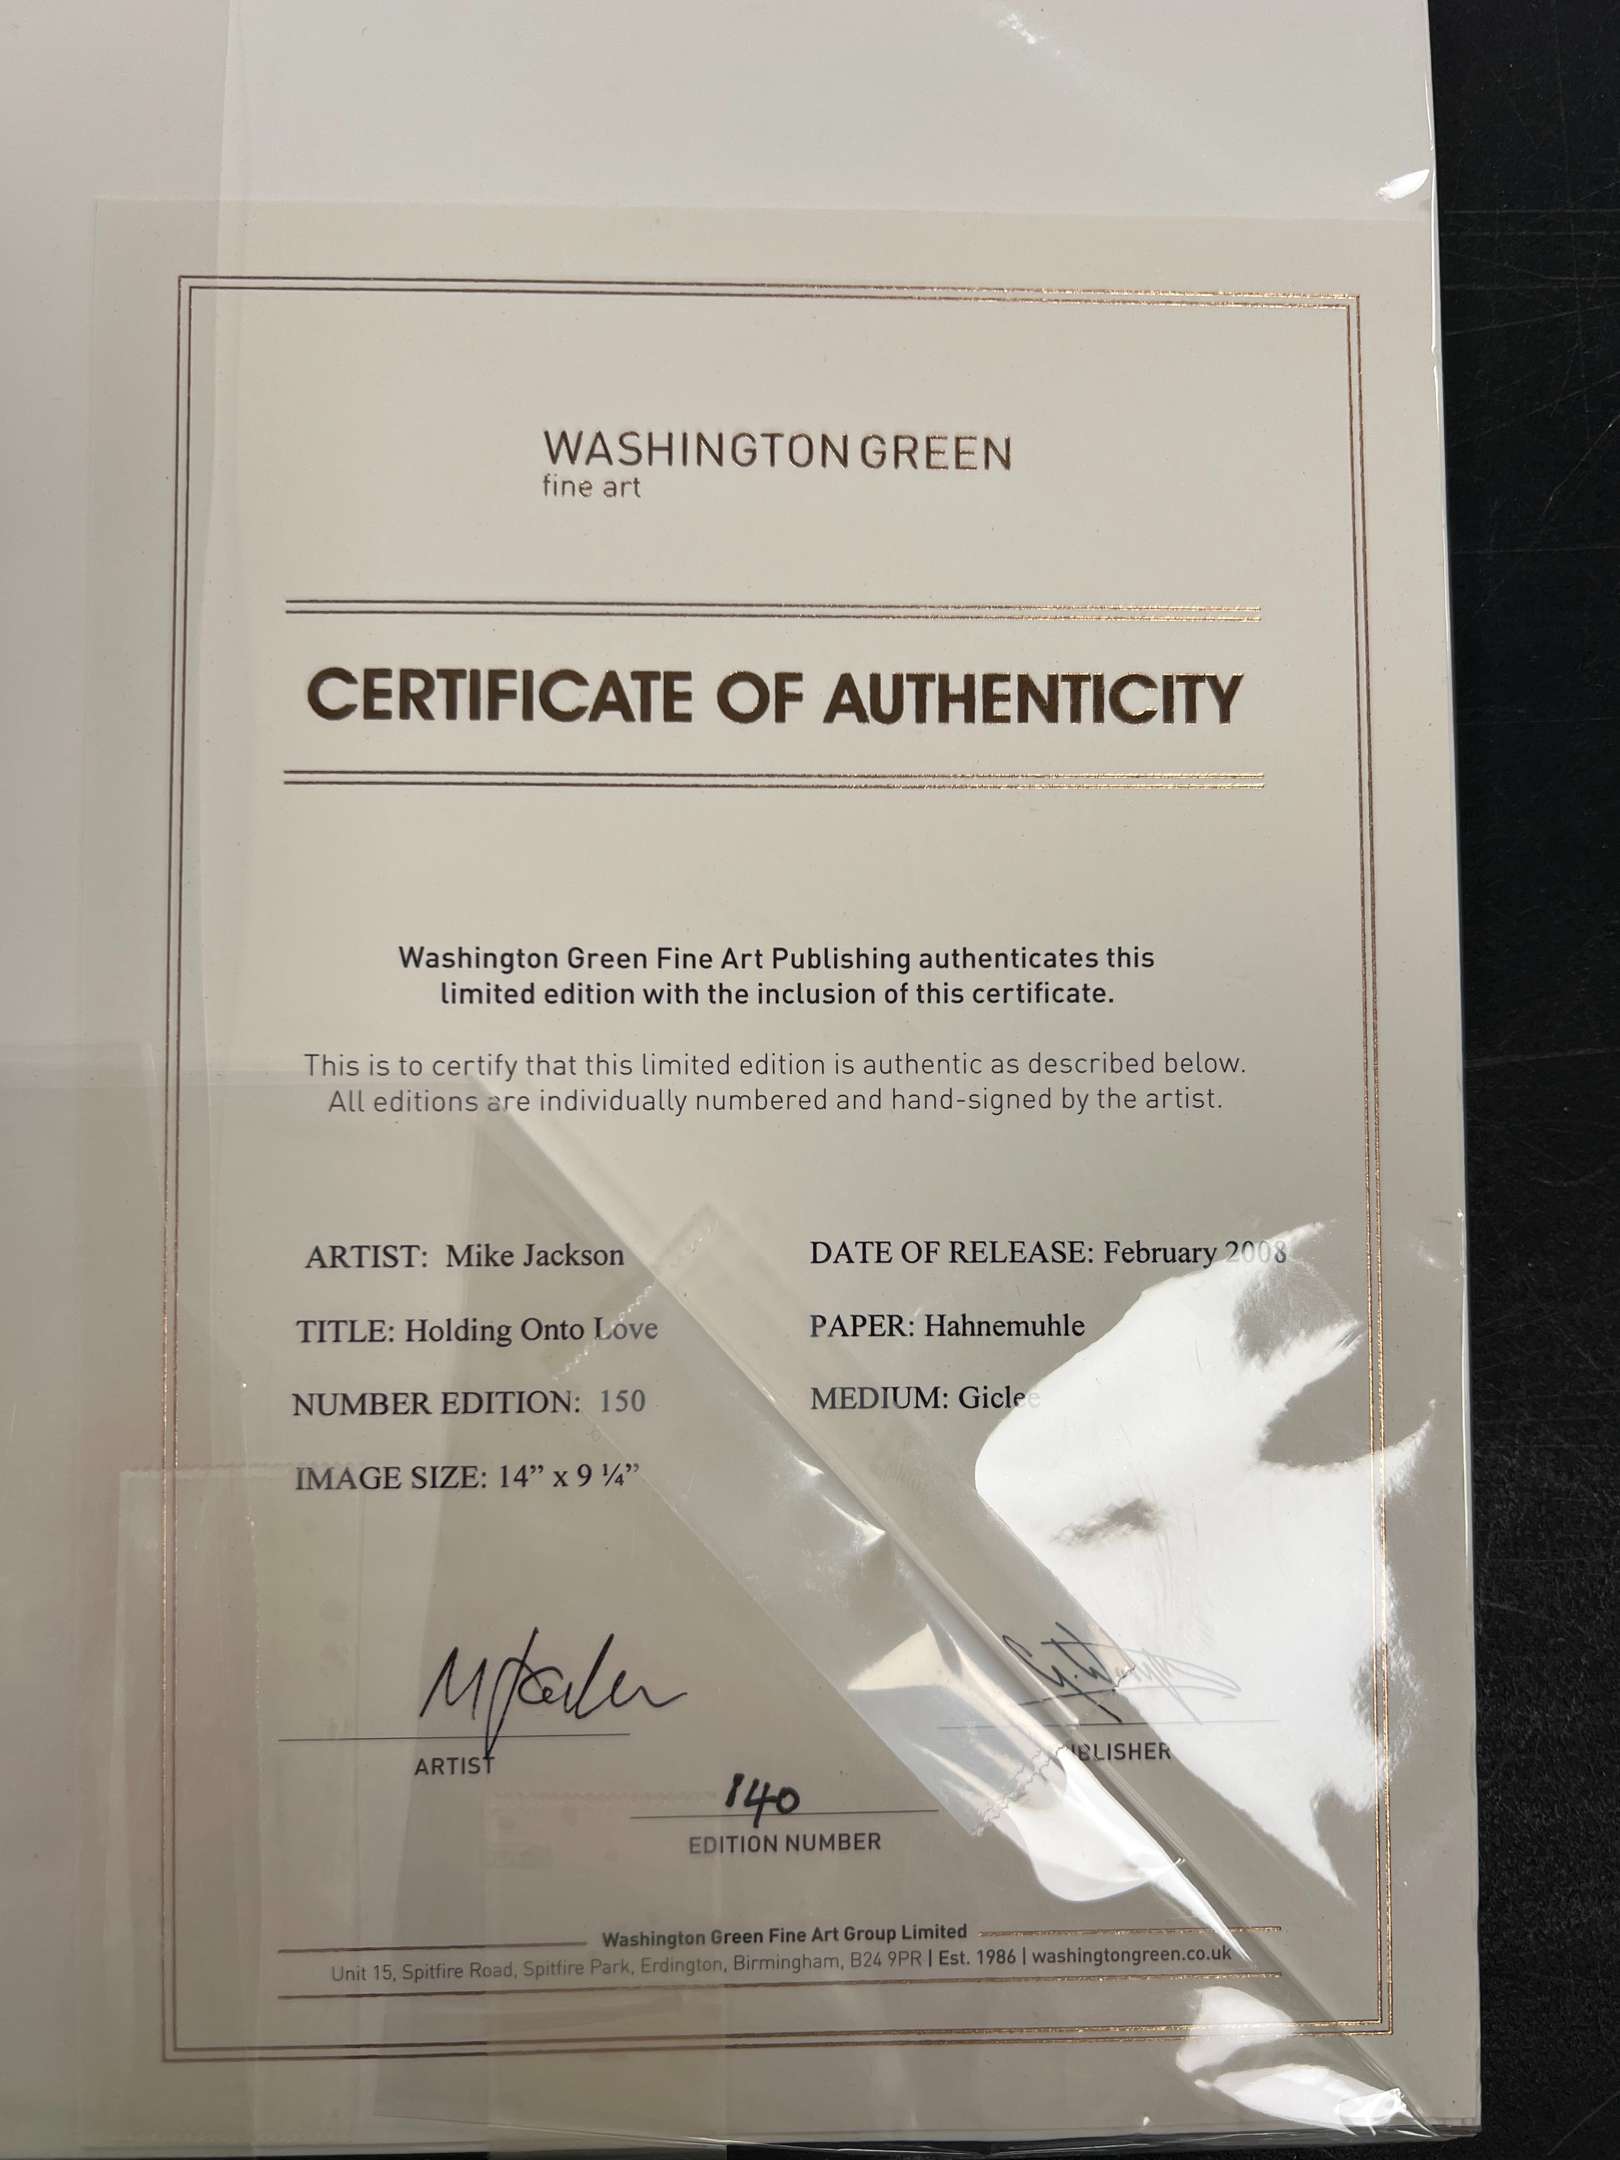 WASHINGTON GREEN
fine art
CERTIFICATE OF AUTHENTICITY
Washington Green Fine Art Publishing authenticates this
limited edition with the inclusion of this certificate.
This is to certify that this limited edition is authentic as described below.
All editions are individually numbered and hand-signed by the artist.
ARTIST: Mike Jackson
TITLE: Holding Onto Love
NUMBER EDITION: 150
IMAGE SIZE: 14” x 9 ¼”
DATE OF RELEASE: February 2008
PAPER: Hahnemuhle
MEDIUM: Giclee
ARTIST
PUBLISHER
140
EDITION NUMBER
Washington Green Fine Art Group Limited
Unit 15, Spitfire Road, Spitfire Park, Erdington, Birmingham, B24 9PR | Est. 1986 | washingtongreen.co.uk